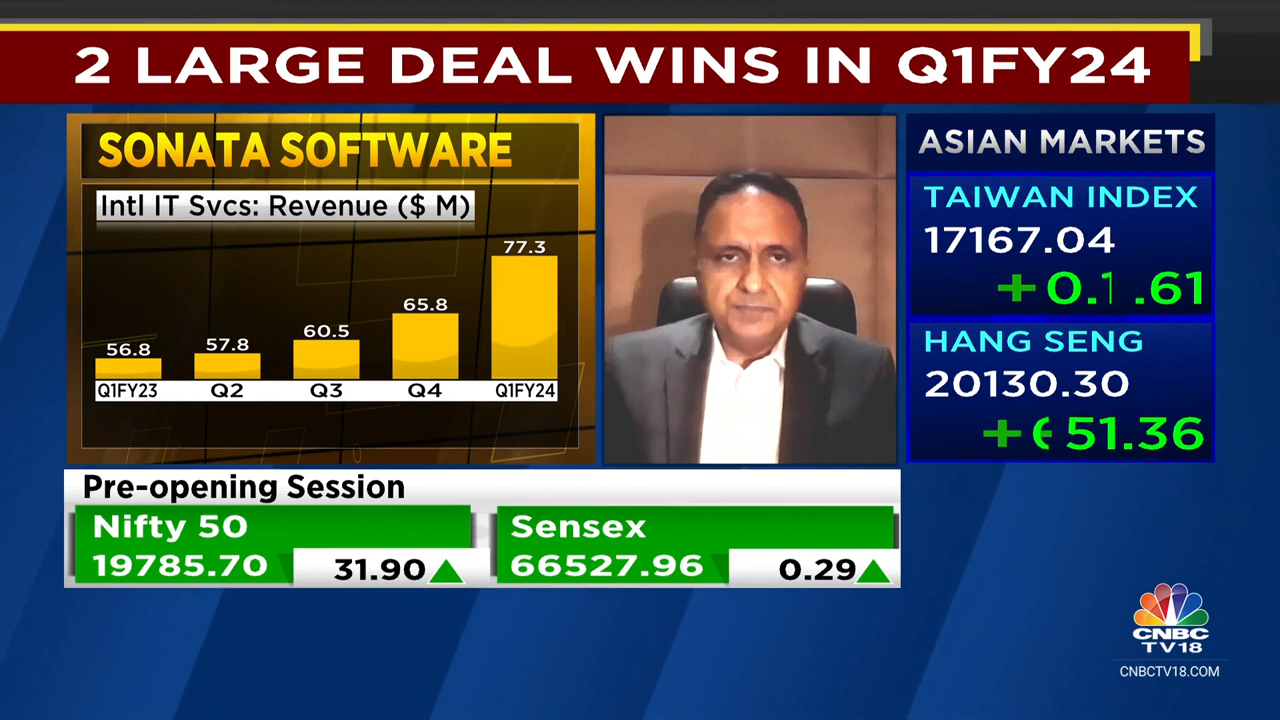 2 LARGE DEAL WINS IN Q1FY24
SONATA SOFTWARE
Intl IT Svcs: Revenue ($ M)
77.3
65.8
60.5
57.8
56.8
Q1FY23 Q2 Q3 Q4 Q1FY24
ASIAN MARKETS
TAIWAN INDEX
17167.04
HANG SENG
20130.30
Pre-opening Session
Nifty 50
19785.70 31.90
Sensex
66527.96 0.29
CNBC
TV18
CNBCTV18.COM